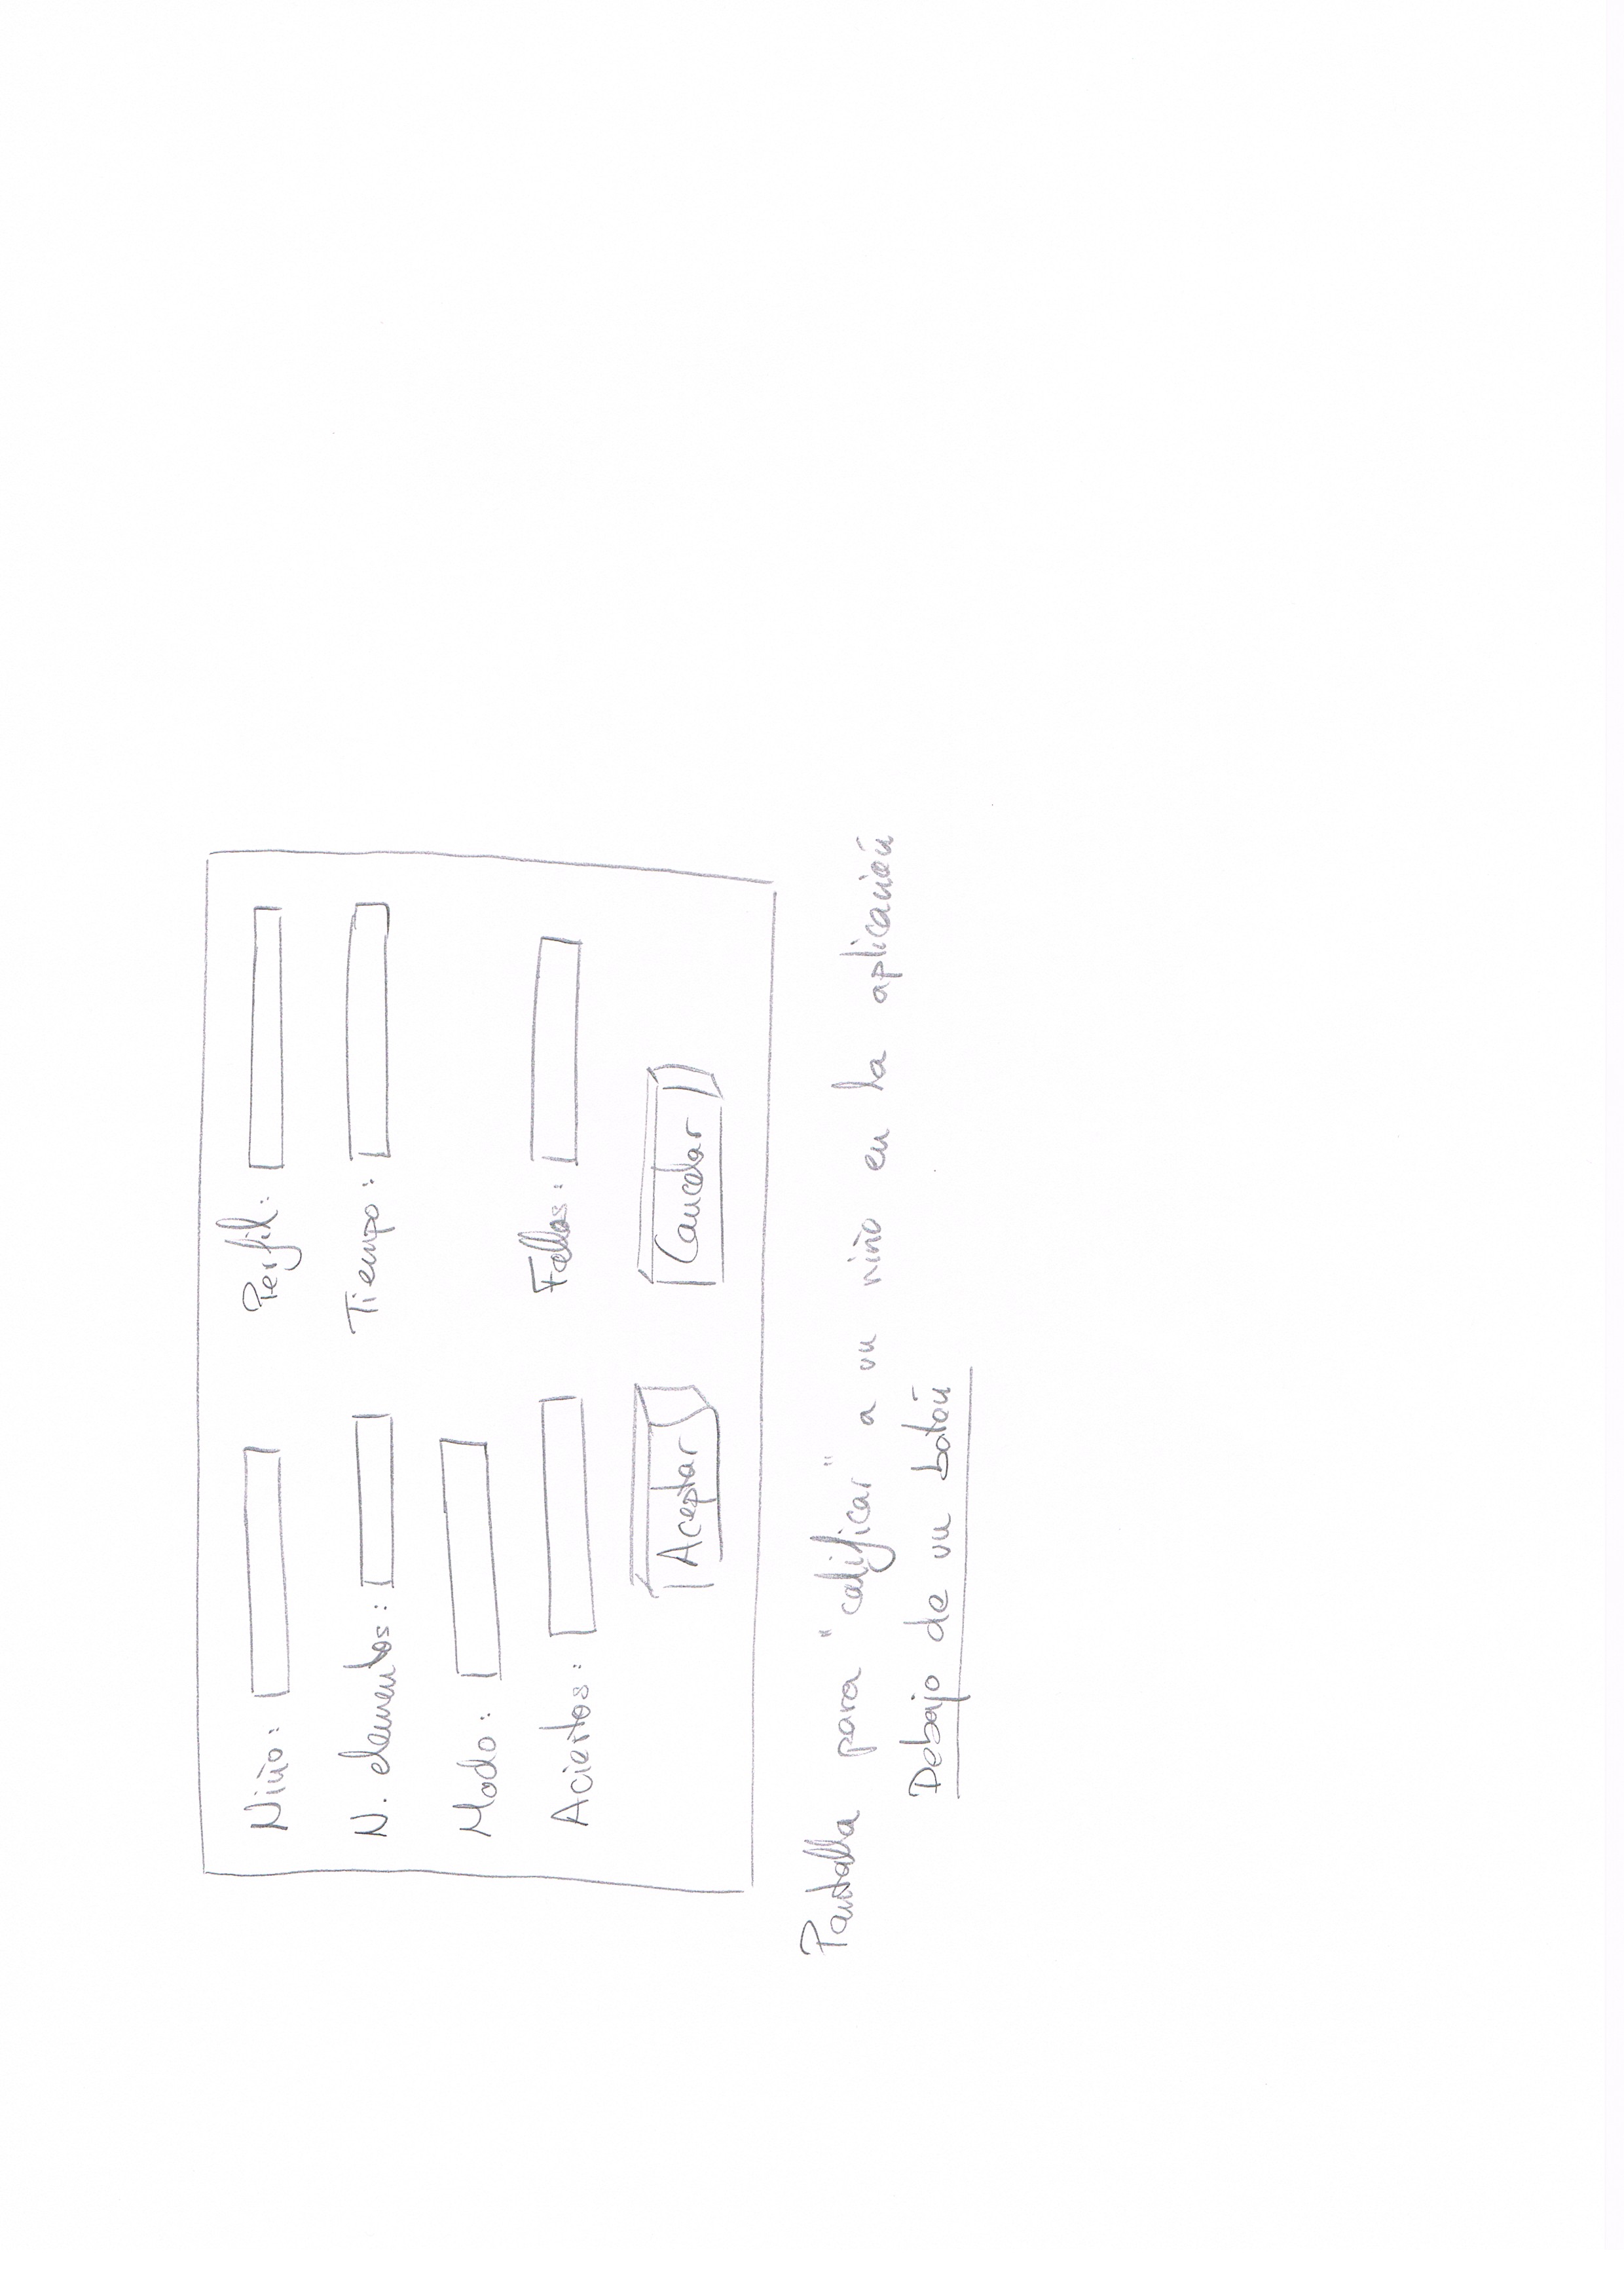 Niño: Perfil:
N. elementos: Tiempo:
Modo:
Aciertos: Fallos:
Aceptar Cancelar
Pantalla para "calificar" a un niño en la aplicación
Debajo de un botón